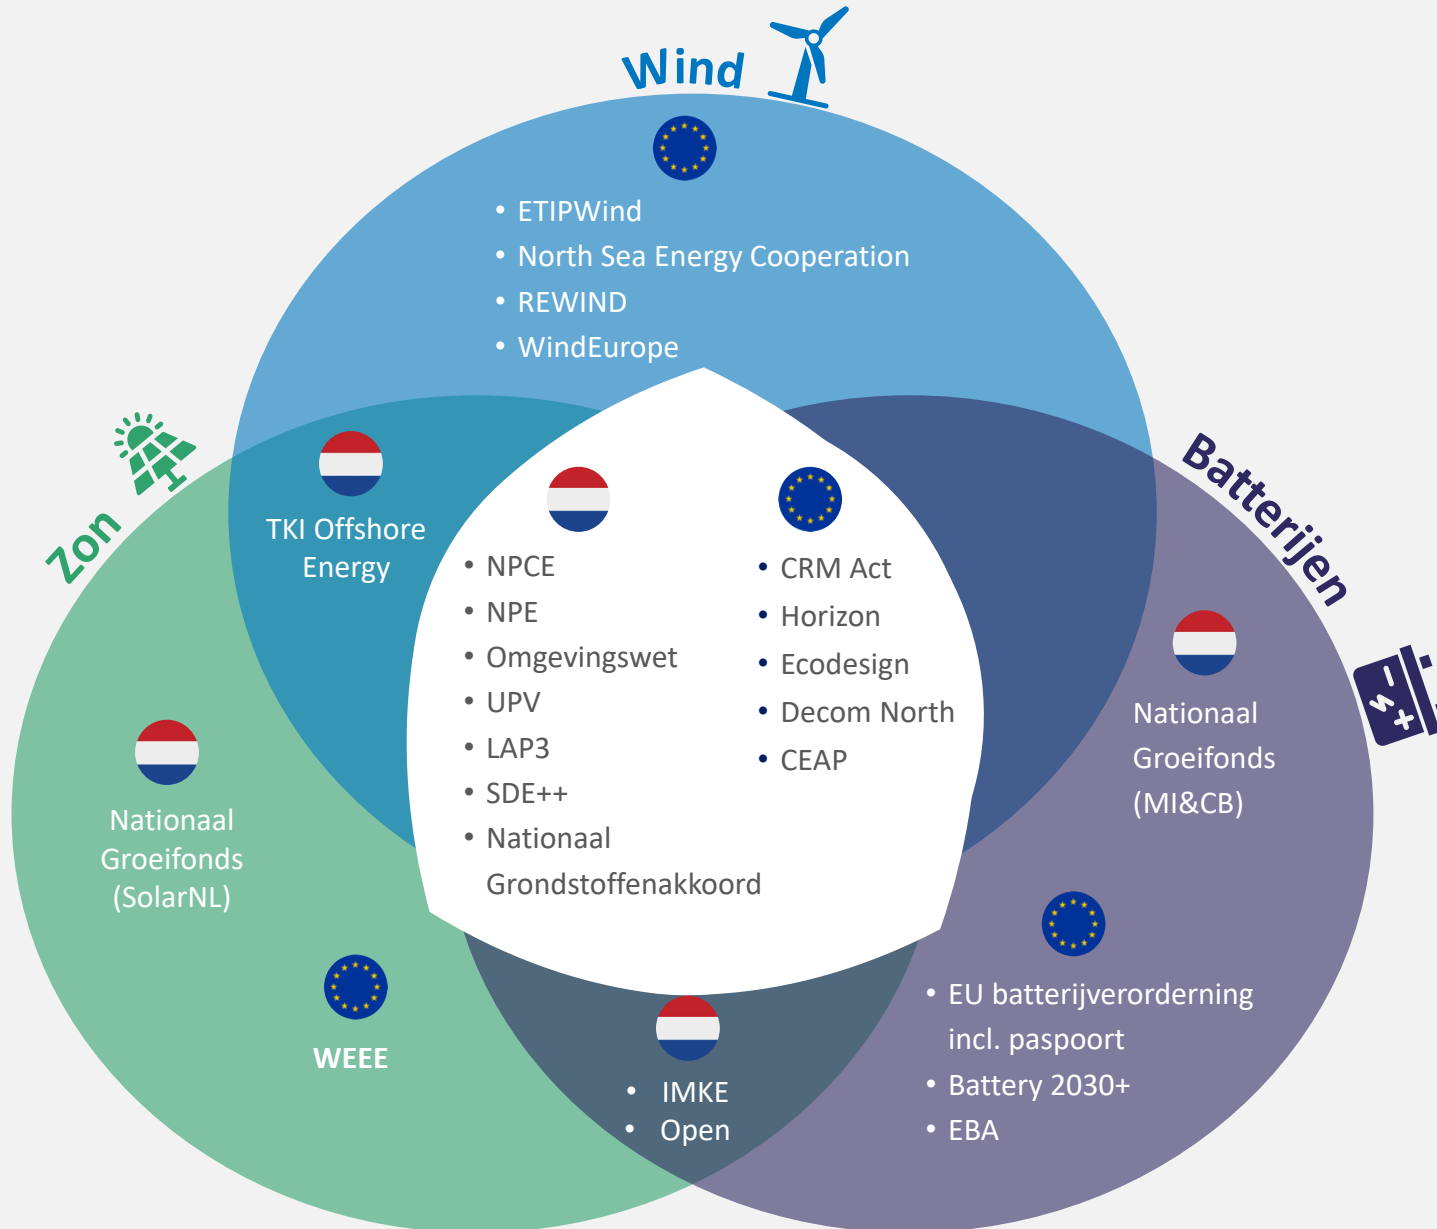 Wind
• ETIPWind
• North Sea Energy Cooperation
• REWIND
• WindEurope
Zon
TKI Offshore
Energy
Nationaal
Groeifonds
(SolarNL)
WEEE
• NPCE
• NPE
• Omgevingswet
• UPV
• LAP3
• SDE++
• Nationaal
Grondstoffenakkoord
• CRM Act
• Horizon
• Ecodesign
• Decom North
• CEAP
Batterijen
Nationaal
Groeifonds
(MI&CB)
• EU batterijverorderning
incl. paspoort
• Battery 2030+
• EBA
• IMKE
• Open